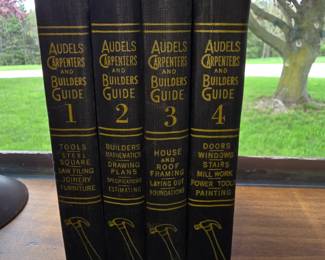 AUDELS
CARPENTERS
AND
BUILDERS
GUIDE
1
TOOLS
STEEL
SQUARE
SAW FILING
JOINERY
FURNITURE
AUDELS
CARPENTERS
AND
BUILDERS
GUIDE
2
BUILDERS
MATHEMATICS
DRAWING
PLANS
SPECIFICATIONS
ESTIMATING
AUDELS
CARPENTERS
AND
BUILDERS
GUIDE
3
HOUSE
AND
ROOF
FRAMING
LAYING OUT
FOUNDATIONS
AUDELS
CARPENTERS
AND
BUILDERS
GUIDE
4
DOORS
WINDOWS
STAIRS
MILL WORK
POWER TOOLS
PAINTING